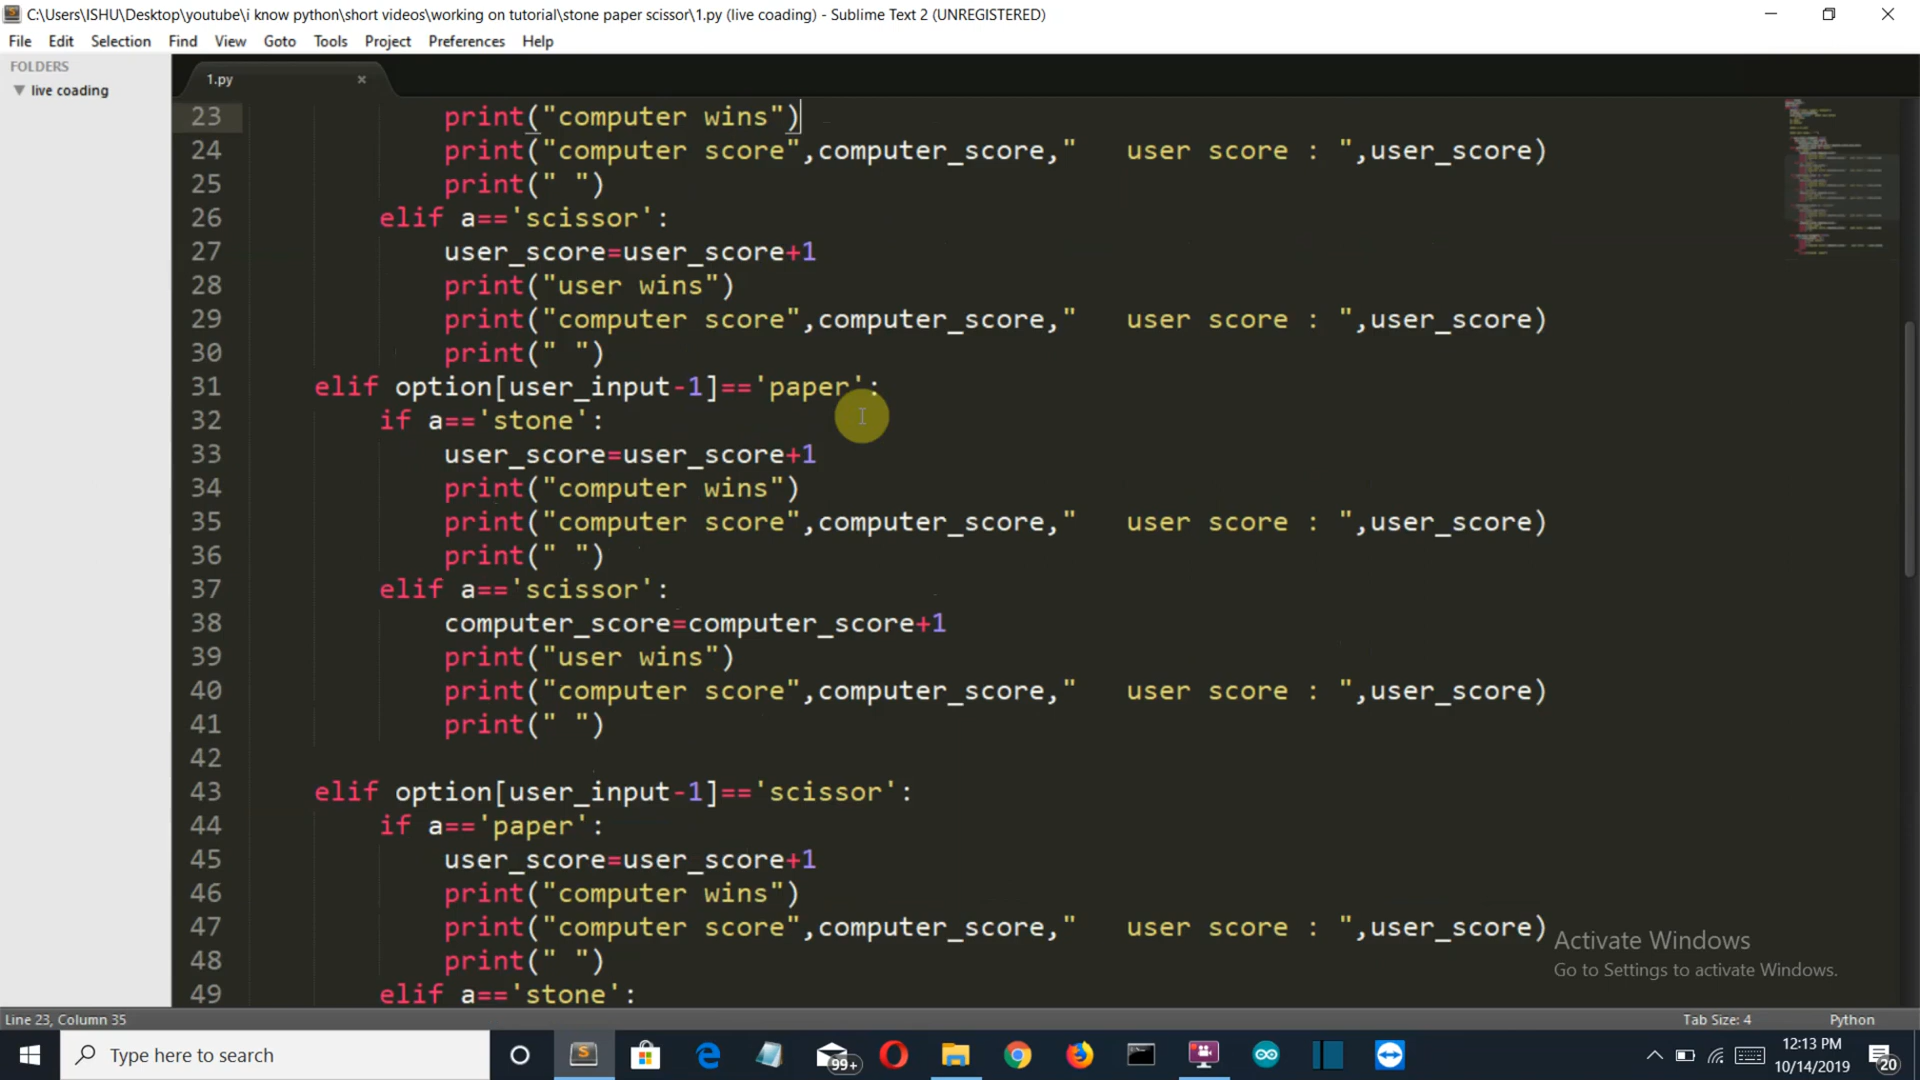 C:\Users\ISHU\Desktop\youtube\i know python\short videos\working on tutorial\stone paper scissor\1.py (live coading) - Sublime Text 2 (UNREGISTERED)
File Edit Selection Find View Goto Tools Project Preferences Help
FOLDERS
live coading
1.py
23 print("computer wins")
24 print("computer score",computer_score,"   user score : ",user_score)
25 print(" ")
26 elif a=='scissor':
27 user_score=user_score+1
28 print("user wins")
29 print("computer score",computer_score,"   user score : ",user_score)
30 print(" ")
31 elif option[user_input-1]=='paper':
32 if a=='stone':
33 user_score=user_score+1
34 print("computer wins")
35 print("computer score",computer_score,"   user score : ",user_score)
36 print(" ")
37 elif a=='scissor':
38 computer_score=computer_score+1
39 print("user wins")
40 print("computer score",computer_score,"   user score : ",user_score)
41 print(" ")
42
43 elif option[user_input-1]=='scissor':
44 if a=='paper':
45 user_score=user_score+1
46 print("computer wins")
47 print("computer score",computer_score,"   user score : ",user_score)
48 print(" ")
49 elif a=='stone':
Activate Windows
Go to Settings to activate Windows.
Line 23, Column 35
Tab Size: 4 Python
Type here to search
99+
12:13 PM
10/14/2019
20